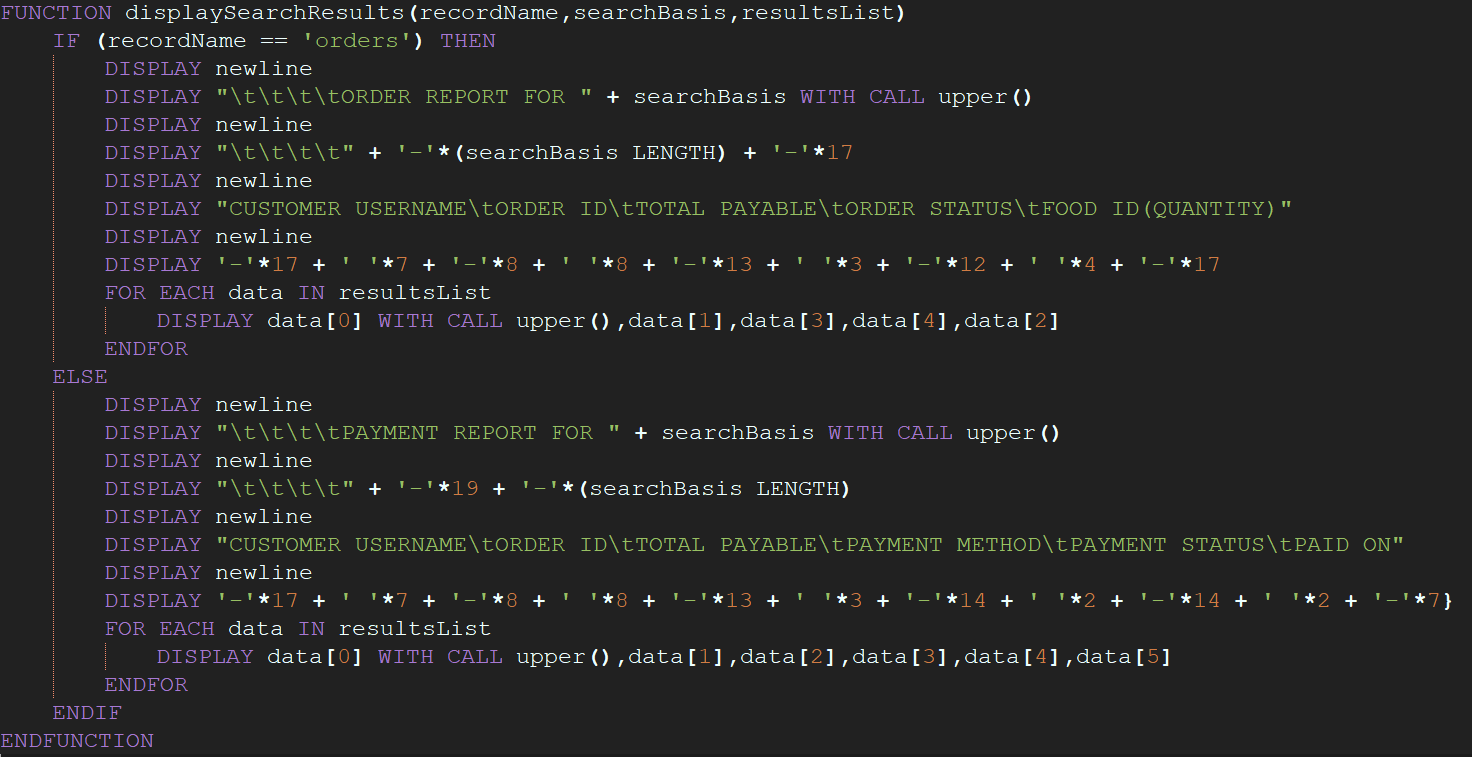 FUNCTION displaySearchResults(recordName,searchBasis,resultsList)
    IF (recordName == 'orders') THEN
        DISPLAY newline
        DISPLAY "\t\t\t\tORDER REPORT FOR " + searchBasis WITH CALL upper()
        DISPLAY newline
        DISPLAY "\t\t\t\t" + '-'*(searchBasis LENGTH) + '-'*17
        DISPLAY newline
        DISPLAY "CUSTOMER USERNAME\tORDER ID\tTOTAL PAYABLE\tORDER STATUS\tFOOD ID(QUANTITY)"
        DISPLAY newline
        DISPLAY '-'*17 + ' '*7 + '-'*8 + ' '*8 + '-'*13 + ' '*3 + '-'*12 + ' '*4 + '-'*17
        FOR EACH data IN resultsList
            DISPLAY data[0] WITH CALL upper(),data[1],data[3],data[4],data[2]
        ENDFOR
    ELSE
        DISPLAY newline
        DISPLAY "\t\t\t\tPAYMENT REPORT FOR " + searchBasis WITH CALL upper()
        DISPLAY newline
        DISPLAY "\t\t\t\t" + '-'*19 + '-'*(searchBasis LENGTH)
        DISPLAY newline
        DISPLAY "CUSTOMER USERNAME\tORDER ID\tTOTAL PAYABLE\tPAYMENT METHOD\tPAYMENT STATUS\tPAID ON"
        DISPLAY newline
        DISPLAY '-'*17 + ' '*7 + '-'*8 + ' '*8 + '-'*13 + ' '*3 + '-'*14 + ' '*2 + '-'*14 + ' '*2 + '-'*7}
        FOR EACH data IN resultsList
            DISPLAY data[0] WITH CALL upper(),data[1],data[2],data[3],data[4],data[5]
        ENDFOR
    ENDIF
ENDFUNCTION